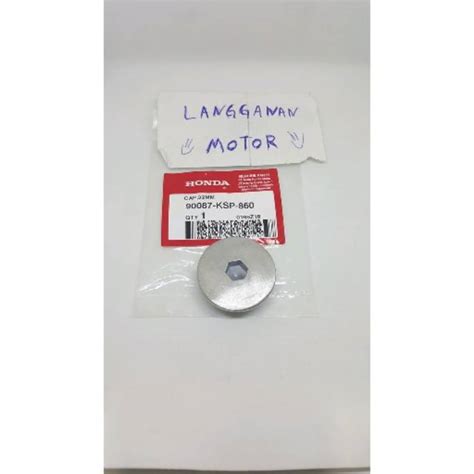 LANGGANAN
MOTOR
HONDA
CAP.33MM
90087-KSP-860
QTY 1